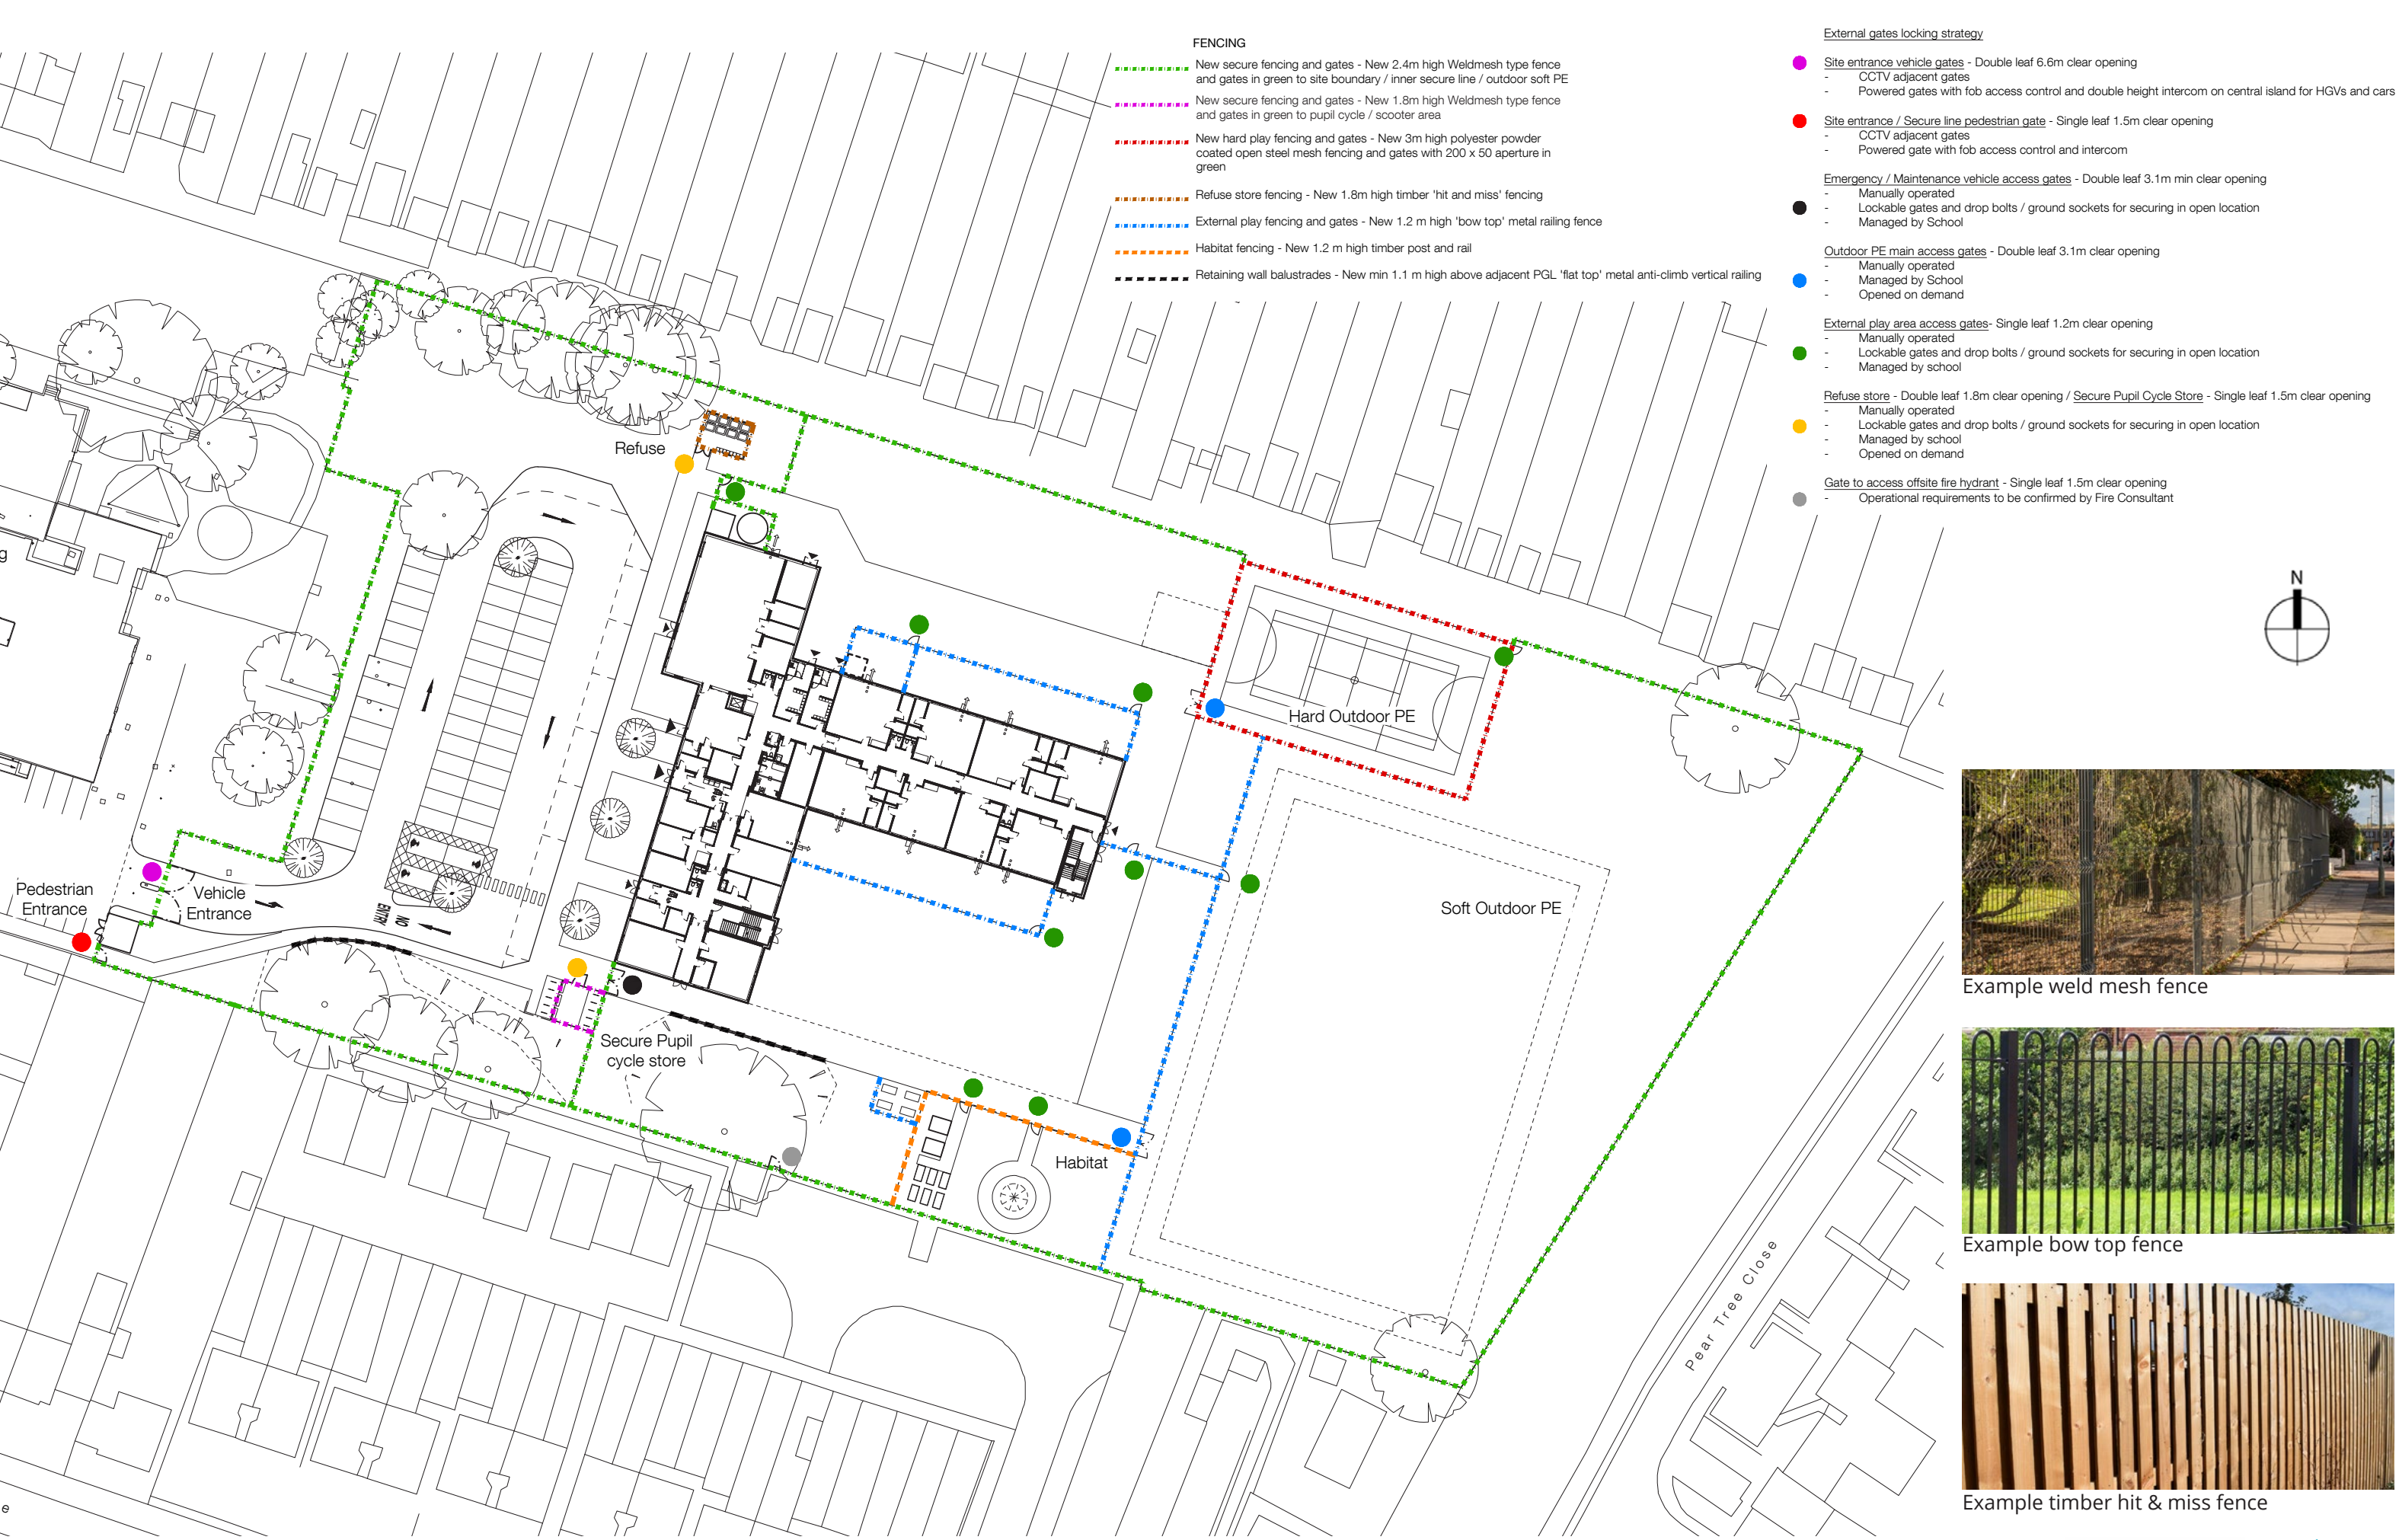 FENCING
New secure fencing and gates - New 2.4m high Weldmesh type fence
and gates in green to site boundary / inner secure line / outdoor soft PE
New secure fencing and gates - New 1.8m high Weldmesh type fence
and gates in green to pupil cycle / scooter area
New hard play fencing and gates - New 3m high polyester powder
coated open steel mesh fencing and gates with 200 x 50 aperture in
green
Refuse store fencing - New 1.8m high timber 'hit and miss' fencing
External play fencing and gates - New 1.2 m high 'bow top' metal railing fence
Habitat fencing - New 1.2 m high timber post and rail
Retaining wall balustrades - New min 1.1 m high above adjacent PGL 'flat top' metal anti-climb vertical railing
External gates locking strategy
Site entrance vehicle gates - Double leaf 6.6m clear opening
- CCTV adjacent gates
- Powered gates with fob access control and double height intercom on central island for HGVs and cars
Site entrance / Secure line pedestrian gate - Single leaf 1.5m clear opening
- CCTV adjacent gates
- Powered gate with fob access control and intercom
Emergency / Maintenance vehicle access gates - Double leaf 3.1m min clear opening
- Manually operated
- Lockable gates and drop bolts / ground sockets for securing in open location
- Managed by School
Outdoor PE main access gates - Double leaf 3.1m clear opening
- Manually operated
- Managed by School
- Opened on demand
External play area access gates- Single leaf 1.2m clear opening
- Manually operated
- Lockable gates and drop bolts / ground sockets for securing in open location
- Managed by school
Refuse store - Double leaf 1.8m clear opening / Secure Pupil Cycle Store - Single leaf 1.5m clear opening
- Manually operated
- Lockable gates and drop bolts / ground sockets for securing in open location
- Managed by school
- Opened on demand
Gate to access offsite fire hydrant - Single leaf 1.5m clear opening
- Operational requirements to be confirmed by Fire Consultant
N
Refuse
g
Hard Outdoor PE
Pedestrian
Entrance
Vehicle
Entrance
NO
ENTRY
Soft Outdoor PE
Secure Pupil
cycle store
Habitat
Pear Tree Close
e
Example weld mesh fence
Example bow top fence
Example timber hit & miss fence